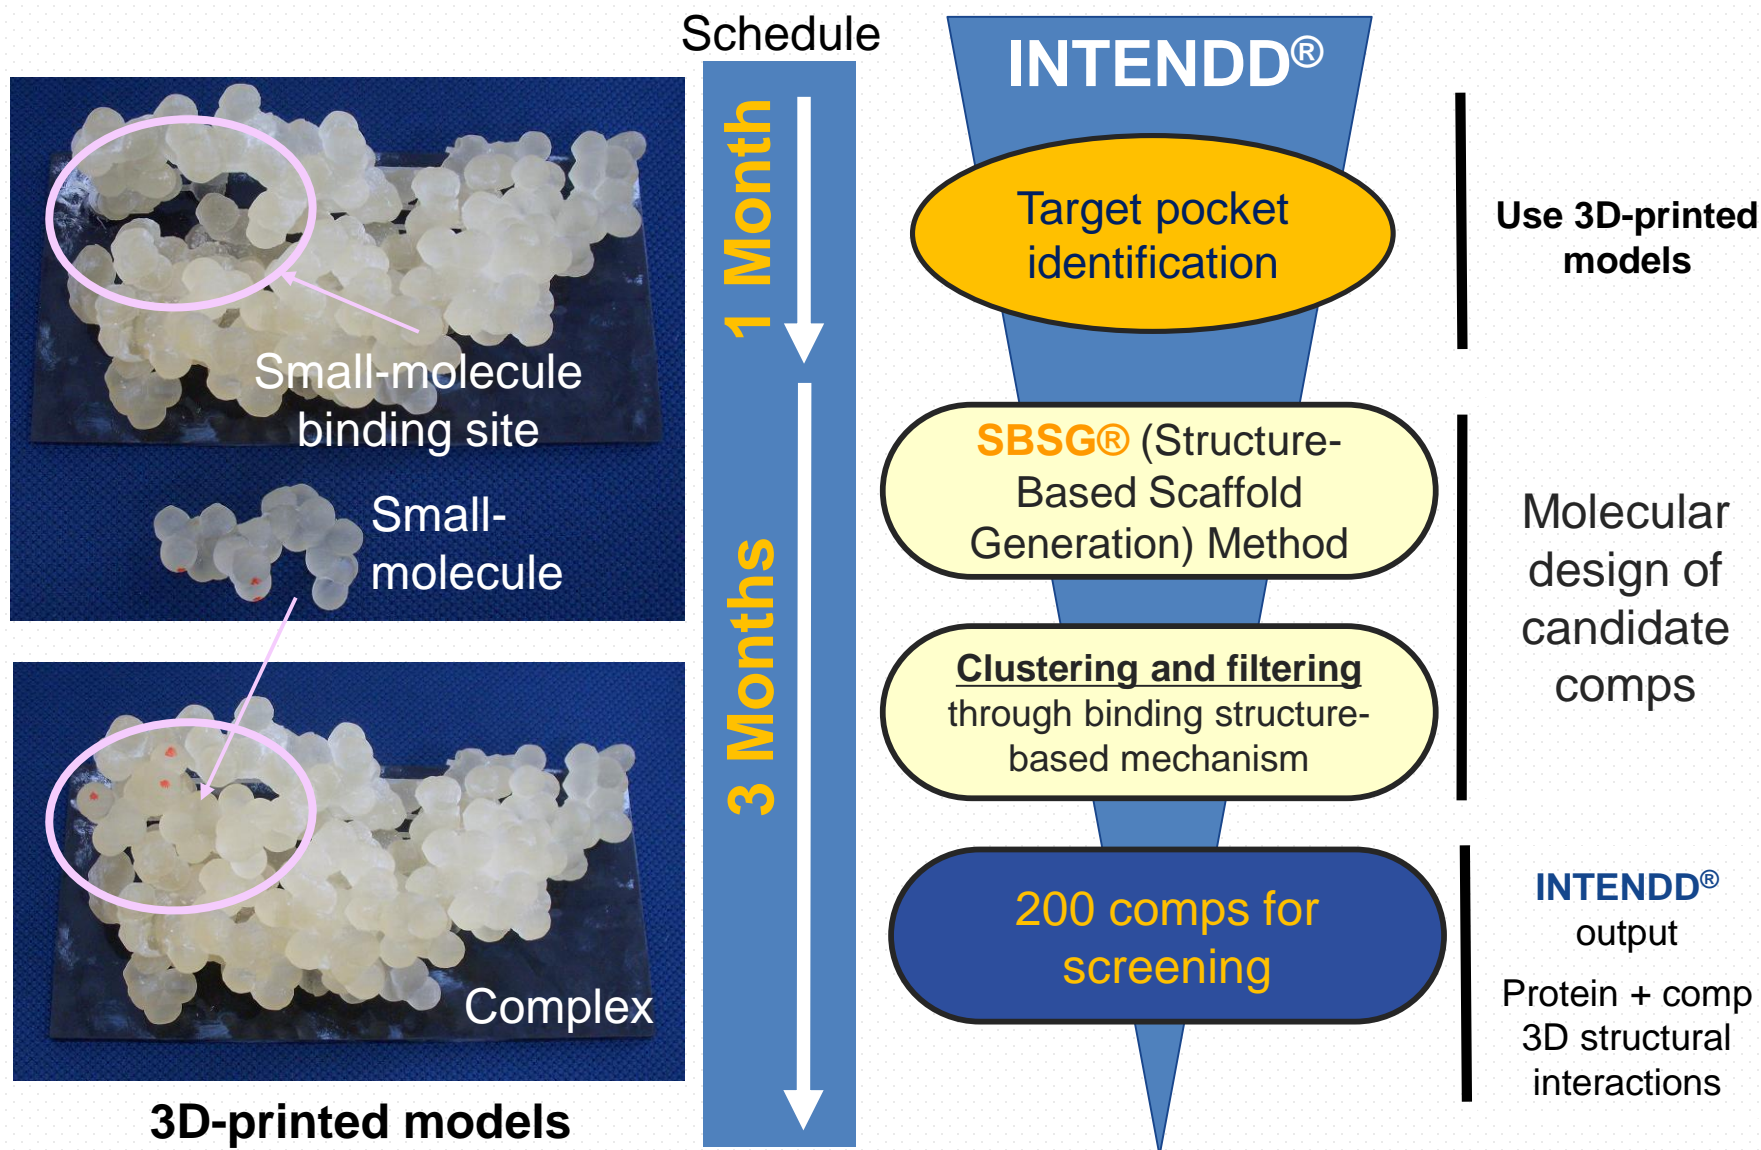 Schedule
1 Month
3 Months
Small-molecule
binding site
Small-
molecule
Complex
3D-printed models
INTENDD®
Target pocket
identification
Use 3D-printed
models
SBSG® (Structure-
Based Scaffold
Generation) Method
Clustering and filtering
through binding structure-
based mechanism
Molecular
design of
candidate
comps
200 comps for
screening
INTENDD®
output
Protein + comp
3D structural
interactions